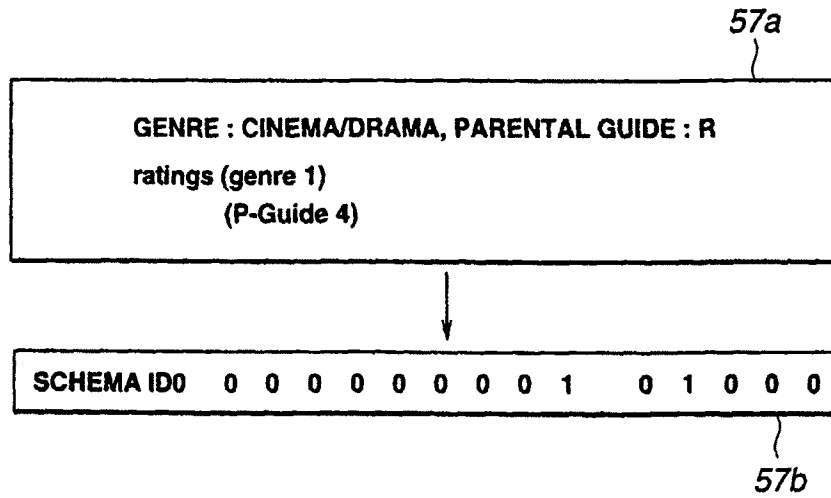 57a
GENRE : CINEMA/DRAMA, PARENTAL GUIDE : R
ratings (genre 1)
(P-Guide 4)
SCHEMA ID0 0 0 0 0 0 0 0 0 1 0 1 0 0 0
57b